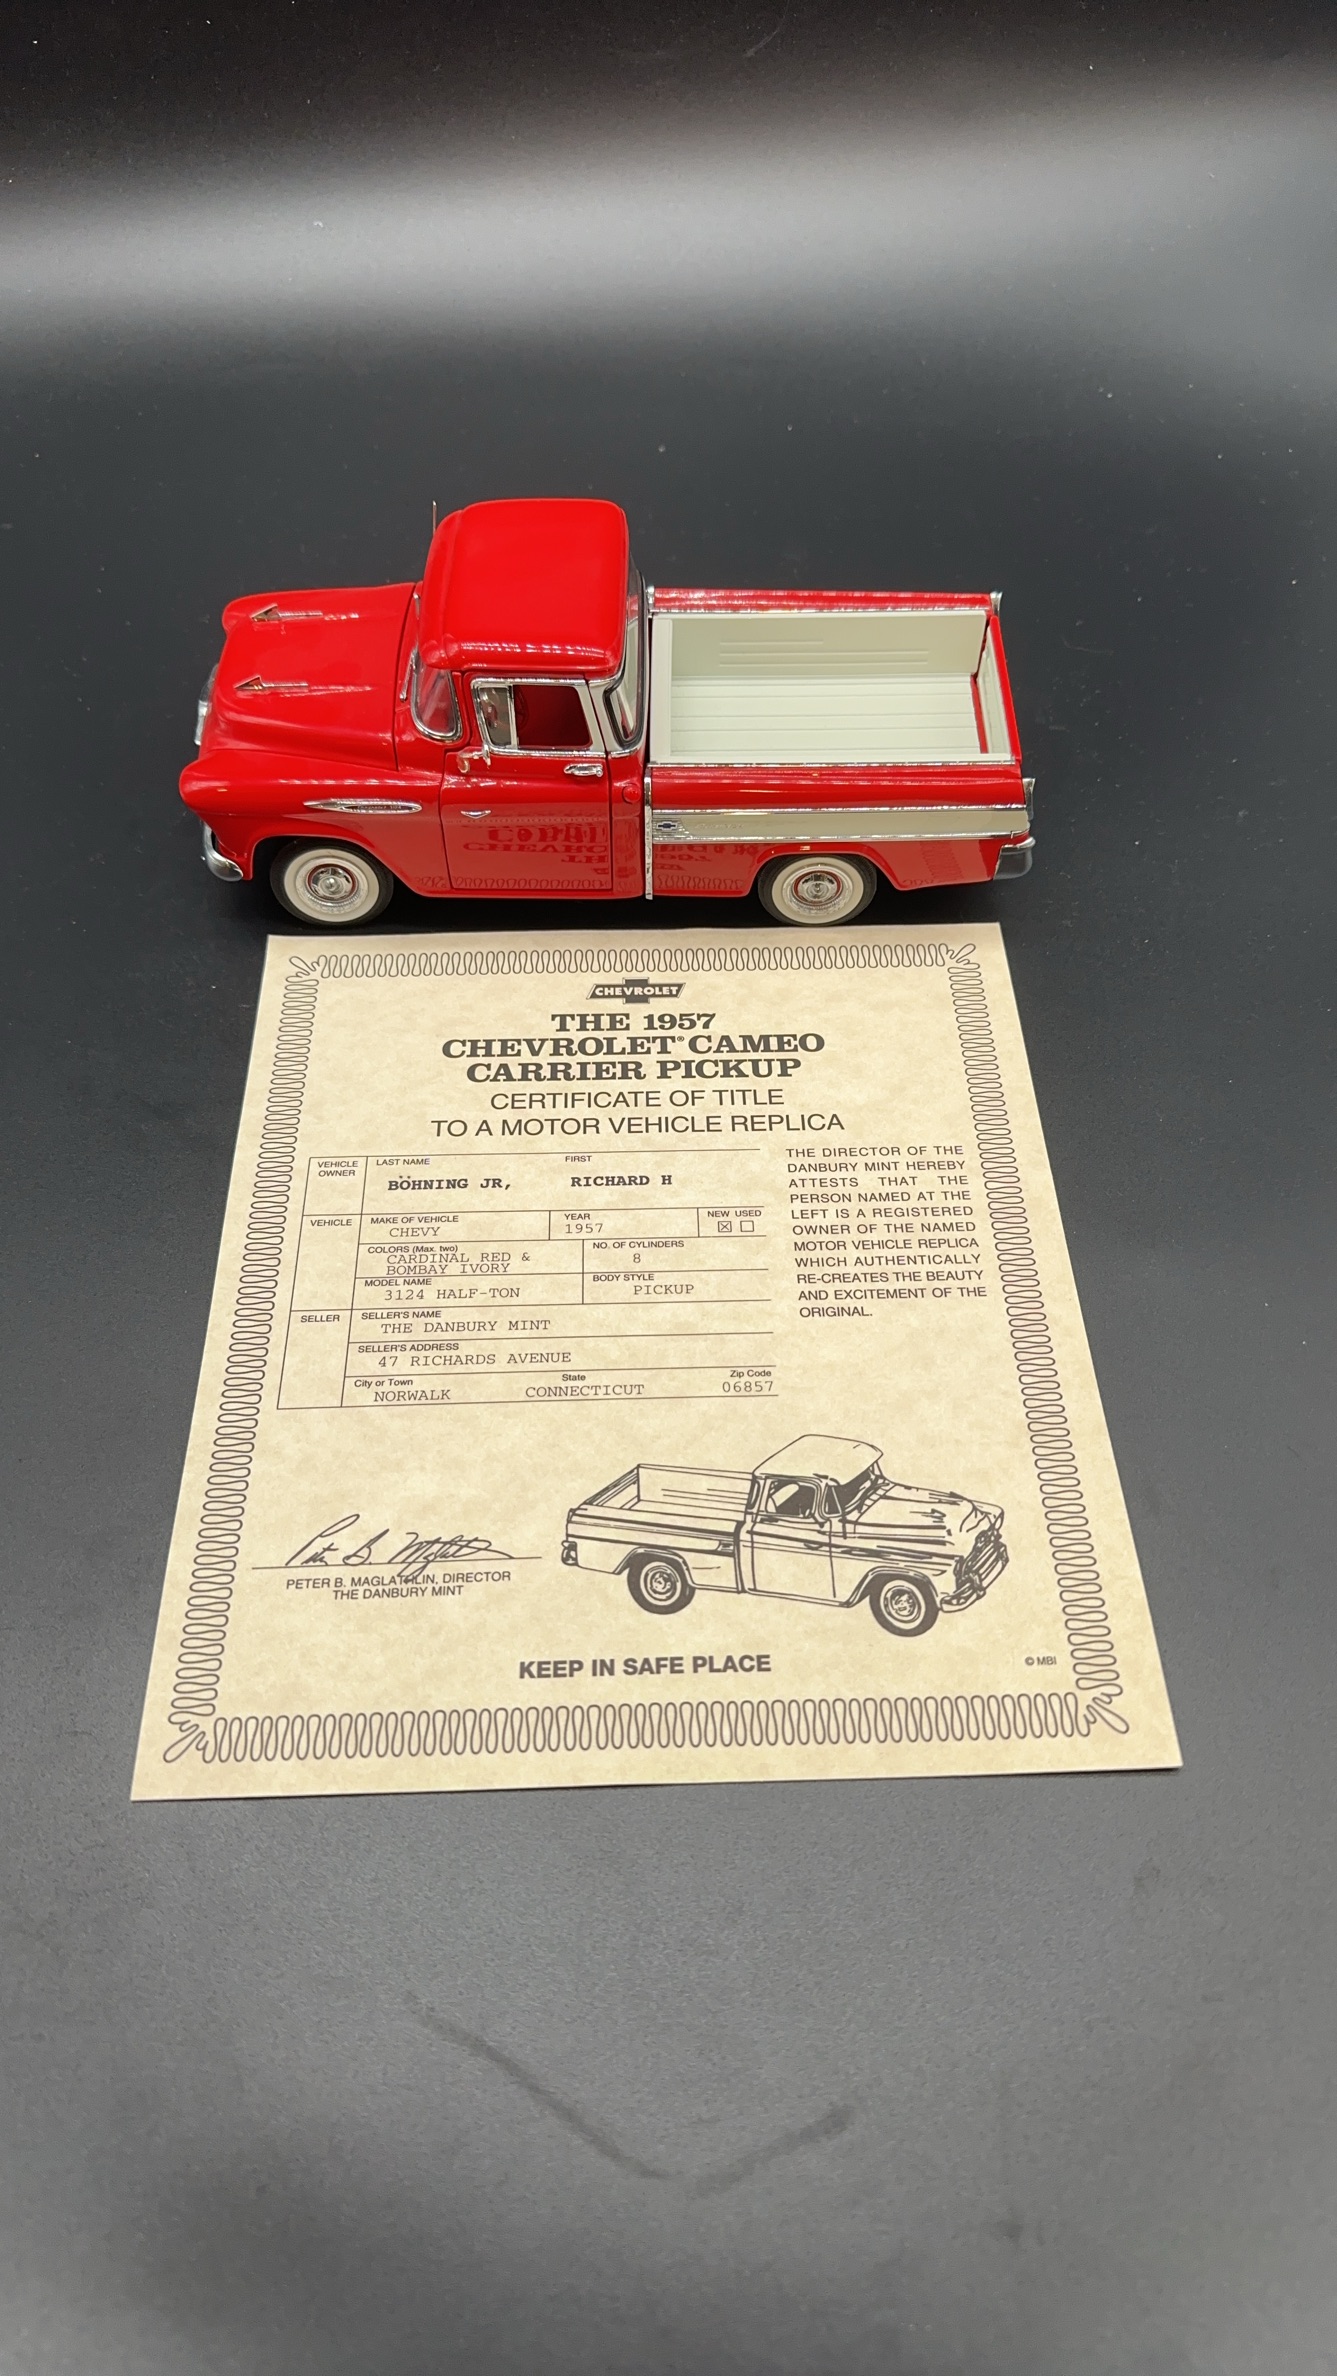 CHEVROLET
THE 1957
CHEVROLET® CAMEO
CARRIER PICKUP
CERTIFICATE OF TITLE
TO A MOTOR VEHICLE REPLICA
VEHICLE OWNER
LAST NAME FIRST
BÖHNING JR, RICHARD H
VEHICLE
MAKE OF VEHICLE YEAR NEW USED
CHEVY 1957 ☒ ☐
COLORS (Max. two) NO. OF CYLINDERS
CARDINAL RED & 8
BOMBAY IVORY
MODEL NAME BODY STYLE
3124 HALF-TON PICKUP
SELLER
SELLER'S NAME
THE DANBURY MINT
SELLER'S ADDRESS
47 RICHARDS AVENUE
City or Town State Zip Code
NORWALK CONNECTICUT 06857
THE DIRECTOR OF THE
DANBURY MINT HEREBY
ATTESTS THAT THE
PERSON NAMED AT THE
LEFT IS A REGISTERED
OWNER OF THE NAMED
MOTOR VEHICLE REPLICA
WHICH AUTHENTICALLY
RE-CREATES THE BEAUTY
AND EXCITEMENT OF THE
ORIGINAL.
PETER B. MAGLATHLIN, DIRECTOR
THE DANBURY MINT
KEEP IN SAFE PLACE
© MBI